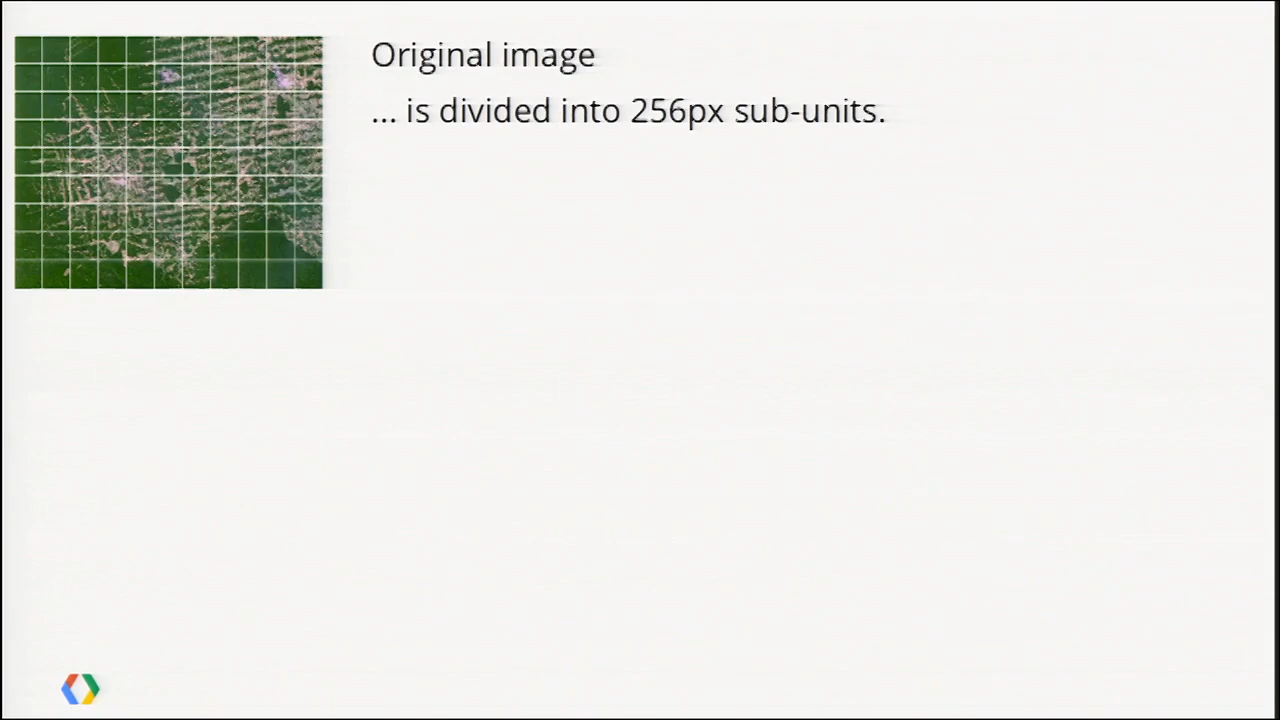 Original image
... is divided into 256px sub-units.